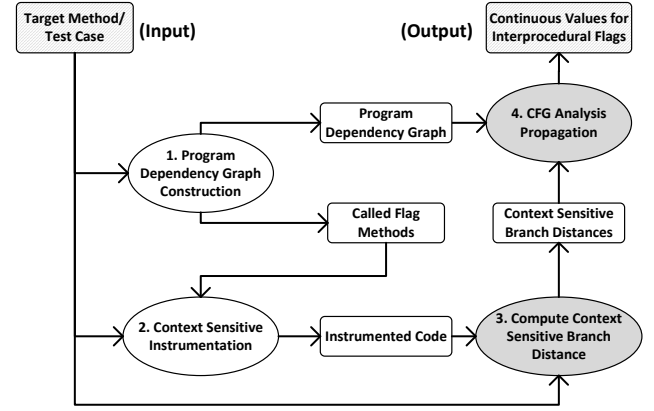 Target Method/
Test Case
(Input)
(Output)
Continuous Values for
Interprocedural Flags
Program
Dependency Graph
4. CFG Analysis
Propagation
1. Program
Dependency Graph
Construction
Called Flag
Methods
Context Sensitive
Branch Distances
2. Context Sensitive
Instrumentation
Instrumented Code
3. Compute Context
Sensitive Branch
Distance